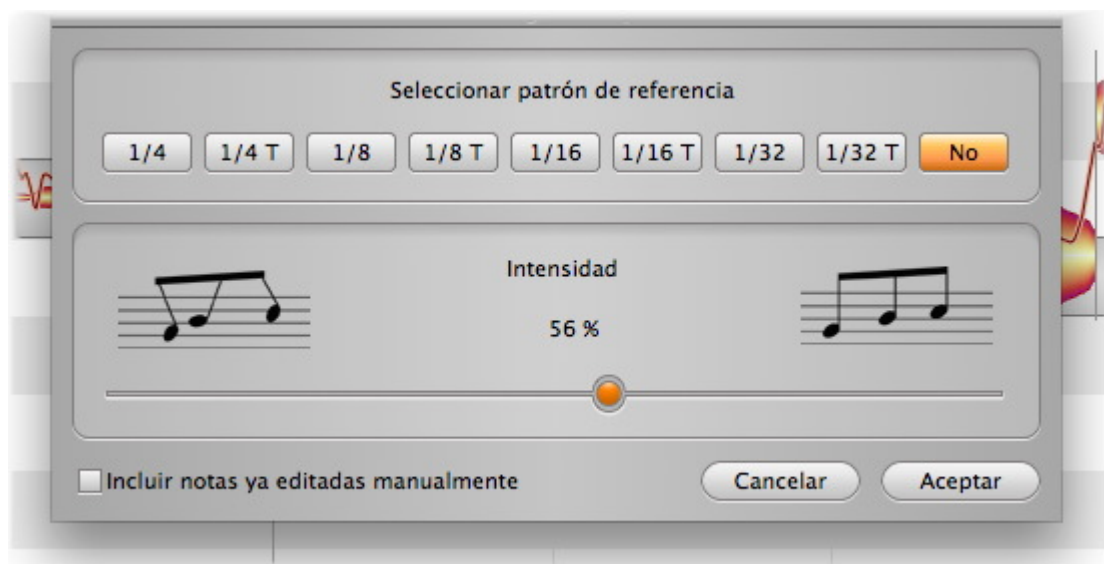 Seleccionar patrón de referencia
1/4 1/4 T 1/8 1/8 T 1/16 1/16 T 1/32 1/32 T No
Intensidad
56 %
Incluir notas ya editadas manualmente Cancelar Aceptar